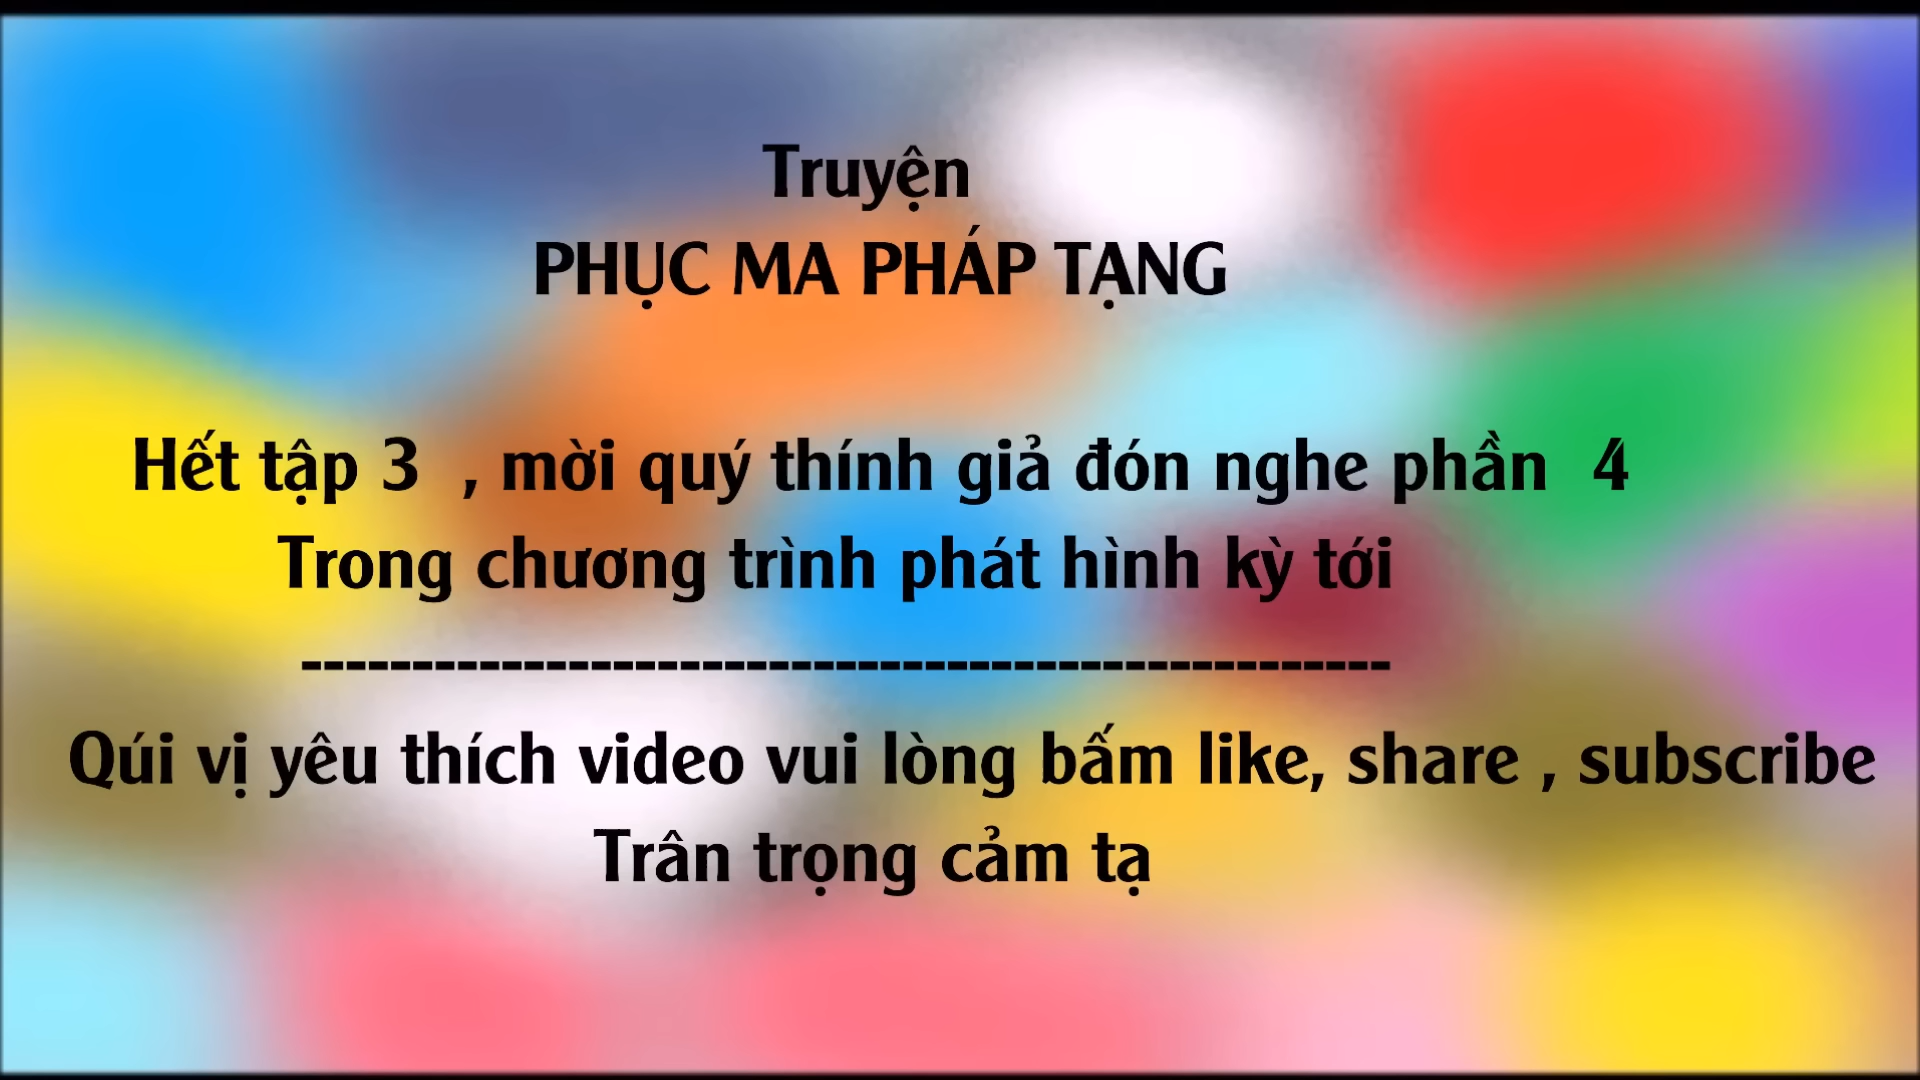 Truyện
PHỤC MA PHÁP TẠNG
Hết tập 3 , mời quý thính giả đón nghe phần 4
Trong chương trình phát hình kỳ tới
-------------------------------------------------
Qúi vị yêu thích video vui lòng bấm like, share , subscribe
Trân trọng cảm tạ